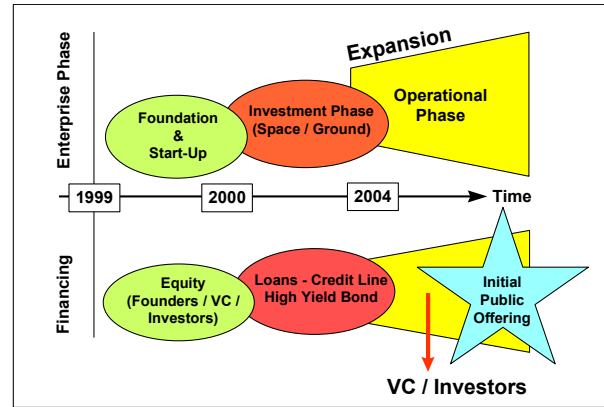 Enterprise Phase
Expansion
Foundation
&
Start-Up
Investment Phase
(Space / Ground)
Operational
Phase
1999
2000
2004
Time
Financing
Equity
(Founders / VC /
Investors)
Loans - Credit Line
High Yield Bond
Initial
Public
Offering
VC / Investors